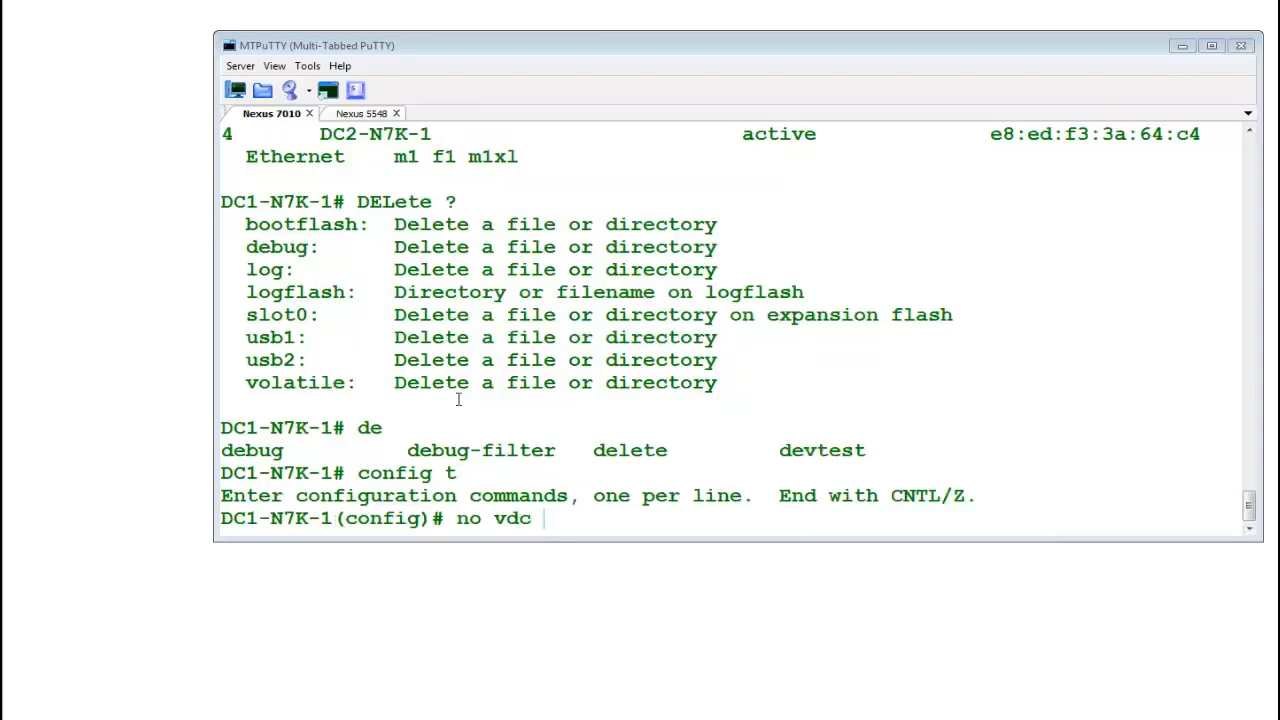 MTPuTTY (Multi-Tabbed PuTTY)
Server View Tools Help
Nexus 7010 Nexus 5548
4 DC2-N7K-1 active e8:ed:f3:3a:64:c4
Ethernet m1 f1 m1xl
DC1-N7K-1# DELete ?
bootflash: Delete a file or directory
debug: Delete a file or directory
log: Delete a file or directory
logflash: Directory or filename on logflash
slot0: Delete a file or directory on expansion flash
usb1: Delete a file or directory
usb2: Delete a file or directory
volatile: Delete a file or directory
DC1-N7K-1# de
debug debug-filter delete devtest
DC1-N7K-1# config t
Enter configuration commands, one per line. End with CNTL/Z.
DC1-N7K-1(config)# no vdc